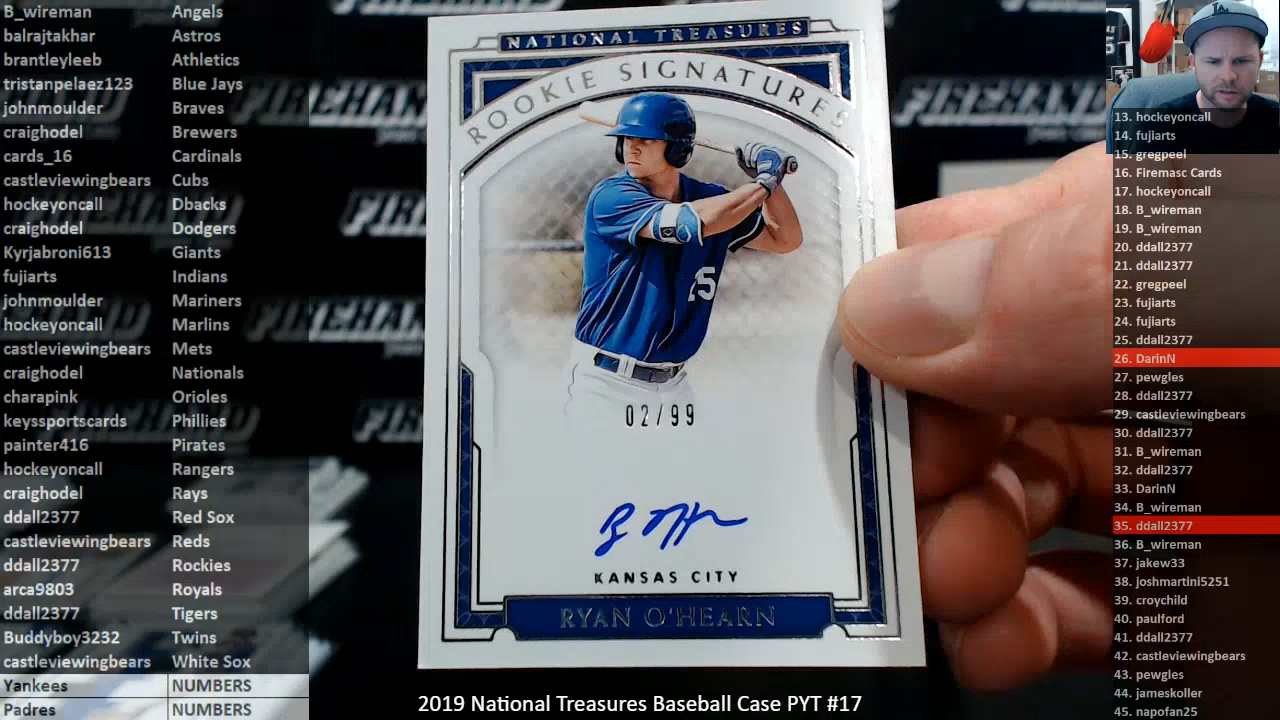 B_wireman Angels
balrajtakhar Astros
brantleyleeb Athletics
tristanpelaez123 Blue Jays
johnmoulder Braves
craighodel Brewers
cards_16 Cardinals
castleviewingbears Cubs
hockeyoncall Dbacks
craighodel Dodgers
Kyrjabroni613 Giants
fujiarts Indians
johnmoulder Mariners
hockeyoncall Marlins
castleviewingbears Mets
craighodel Nationals
charapink Orioles
keyssportscards Phillies
painter416 Pirates
hockeyoncall Rangers
craighodel Rays
ddall2377 Red Sox
castleviewingbears Reds
ddall2377 Rockies
arca9803 Royals
ddall2377 Tigers
Buddyboy3232 Twins
castleviewingbears White Sox
Yankees NUMBERS
Padres NUMBERS
NATIONAL TREASURES
ROOKIE SIGNATURES
15
02/99
KANSAS CITY
RYAN O'HEARN
2019 National Treasures Baseball Case PYT #17
FIREHAND
LA
13. hockeyoncall
14. fujiarts
15. gregpeel
16. Firemasc Cards
17. hockeyoncall
18. B_wireman
19. B_wireman
20. ddall2377
21. ddall2377
22. gregpeel
23. fujiarts
24. fujiarts
25. ddall2377
26. DarinN
27. pewgles
28. ddall2377
29. castleviewingbears
30. ddall2377
31. B_wireman
32. ddall2377
33. DarinN
34. B_wireman
35. ddall2377
36. B_wireman
37. jakew33
38. joshmartini5251
39. croychild
40. paulford
41. ddall2377
42. castleviewingbears
43. pewgles
44. jameskoller
45. napofan25